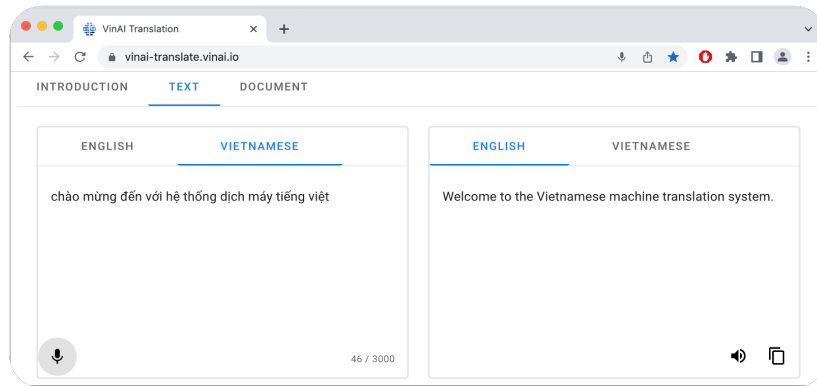 VinAI Translation
vinai-translate.vinai.io
INTRODUCTION TEXT DOCUMENT
ENGLISH VIETNAMESE
chào mừng đến với hệ thống dịch máy tiếng việt
46 / 3000
ENGLISH VIETNAMESE
Welcome to the Vietnamese machine translation system.